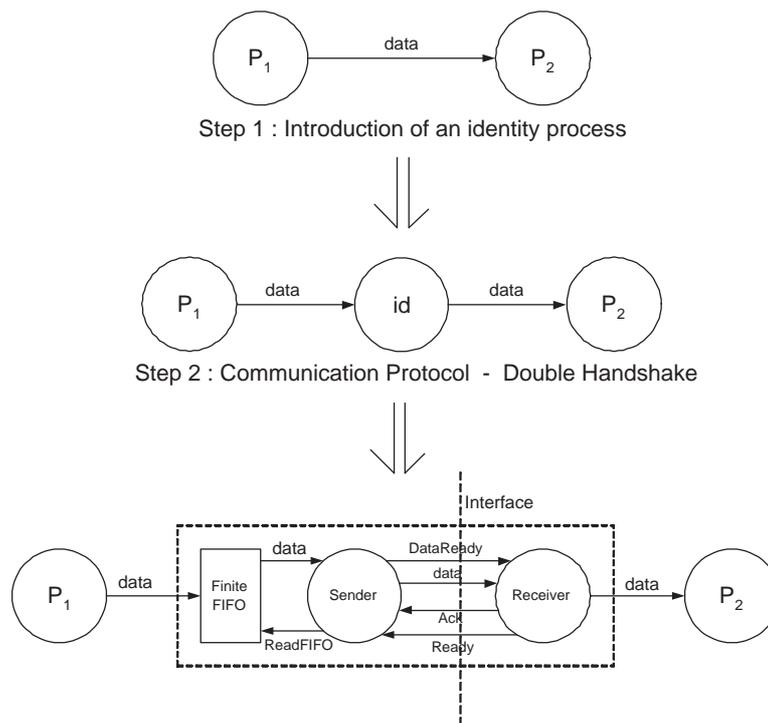 data
P1 P2
Step 1 : Introduction of an identity process
data data
P1 id P2
Step 2 : Communication Protocol - Double Handshake
Interface
data DataReady
data data data
P1 Finite FIFO Sender Receiver P2
Ack
ReadFIFO Ready